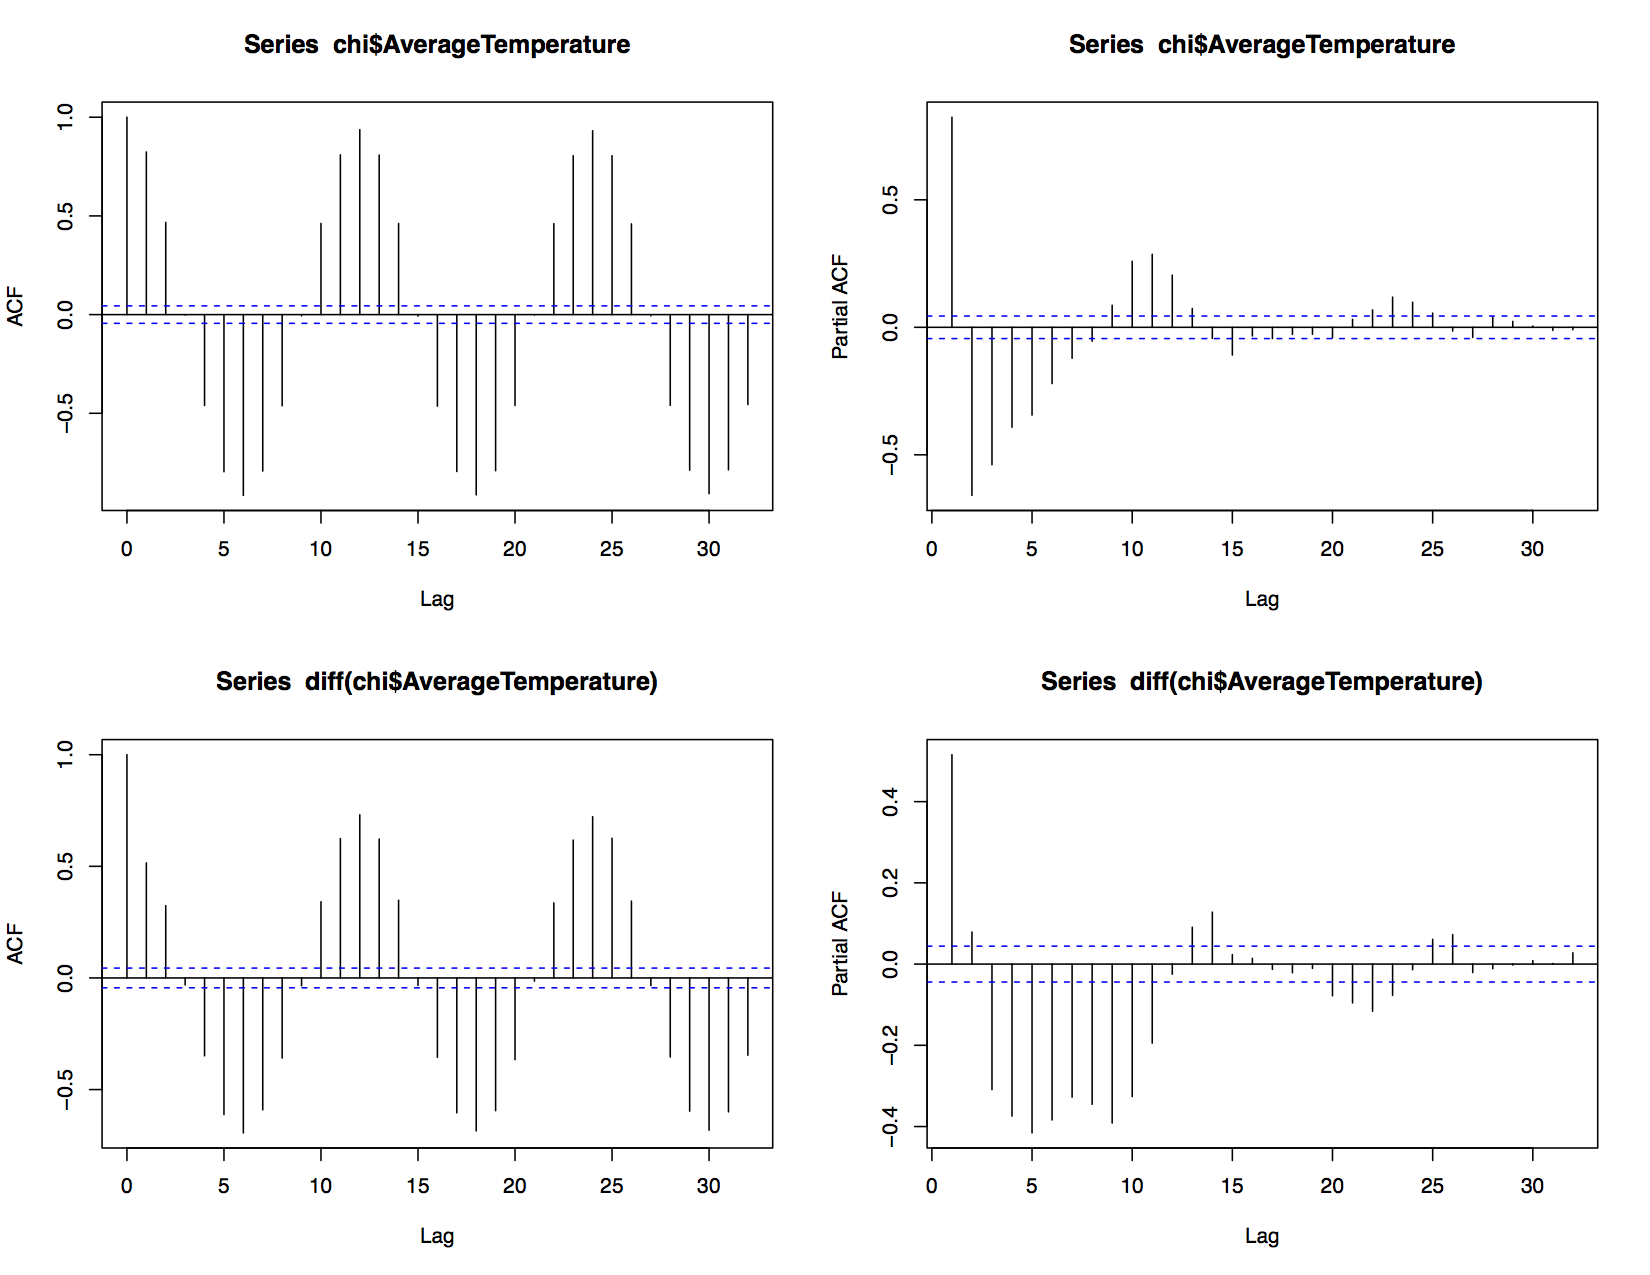 Series  chi$AverageTemperature
ACF
1.0
0.5
0.0
−0.5
0 5 10 15 20 25 30
Lag
Series  chi$AverageTemperature
Partial ACF
0.5
0.0
−0.5
0 5 10 15 20 25 30
Lag
Series  diff(chi$AverageTemperature)
ACF
1.0
0.5
0.0
−0.5
0 5 10 15 20 25 30
Lag
Series  diff(chi$AverageTemperature)
Partial ACF
0.4
0.2
0.0
−0.2
−0.4
0 5 10 15 20 25 30
Lag